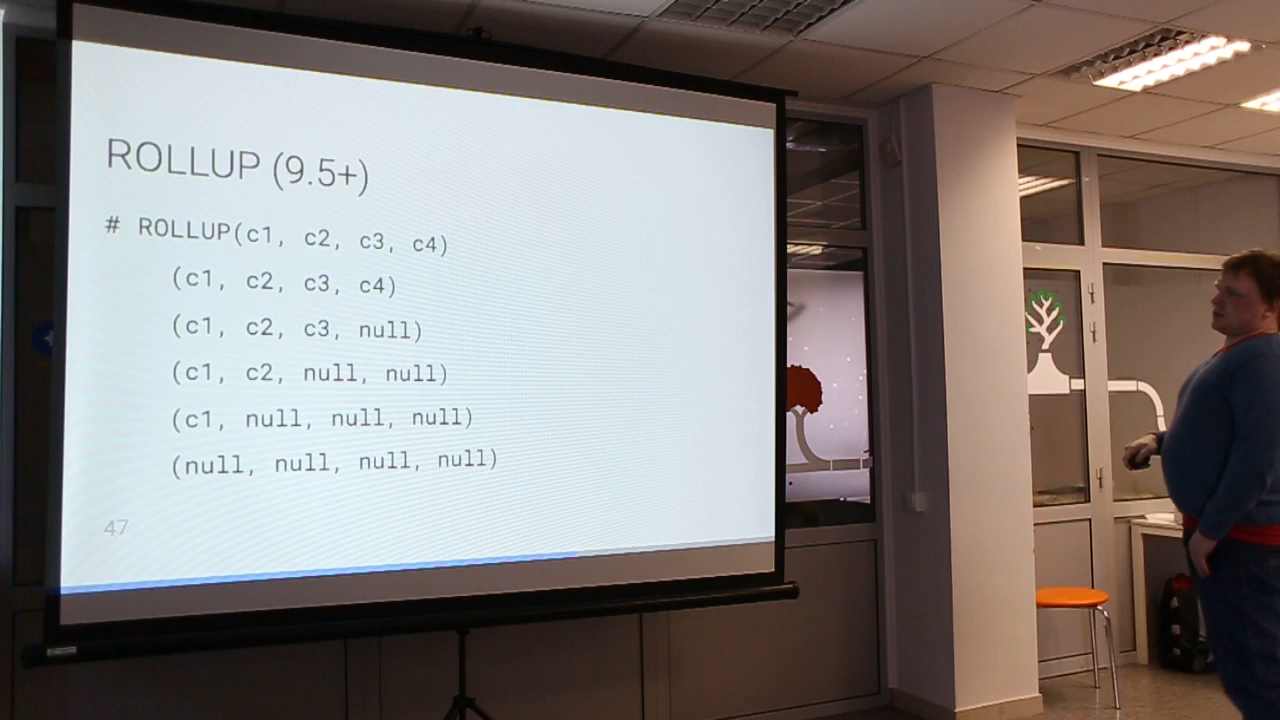 ROLLUP (9.5+)
# ROLLUP(c1, c2, c3, c4)
(c1, c2, c3, c4)
(c1, c2, c3, null)
(c1, c2, null, null)
(c1, null, null, null)
(null, null, null, null)
47